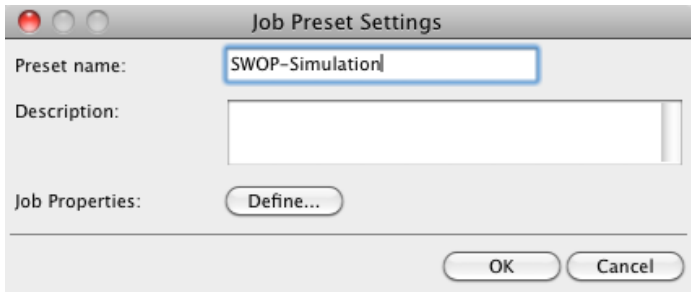 Job Preset Settings
Preset name: SWOP-Simulation
Description:
Job Properties: Define...
OK Cancel